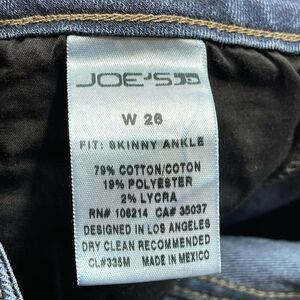 JOE'S
W 26
FIT: SKINNY ANKLE
79% COTTON/COTON
19% POLYESTER
2% LYCRA
RN# 106214 CA# 35037
DESIGNED IN LOS ANGELES
DRY CLEAN RECOMMENDED
CL#335M MADE IN MEXICO